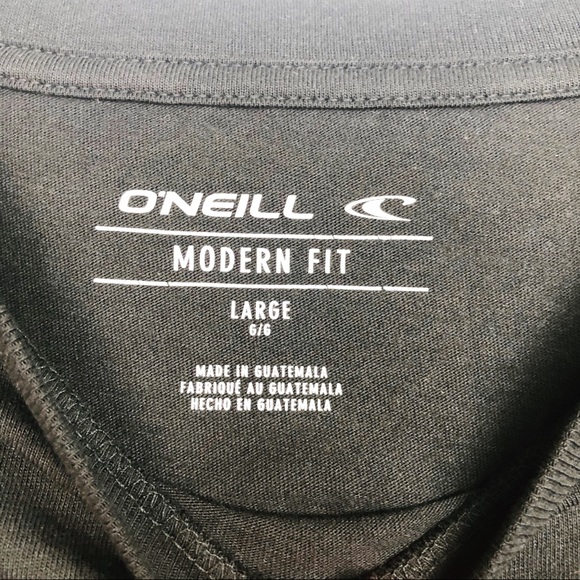 O'NEILL
MODERN FIT
LARGE
G/G
MADE IN GUATEMALA
FABRIQUÉ AU GUATEMALA
HECHO EN GUATEMALA